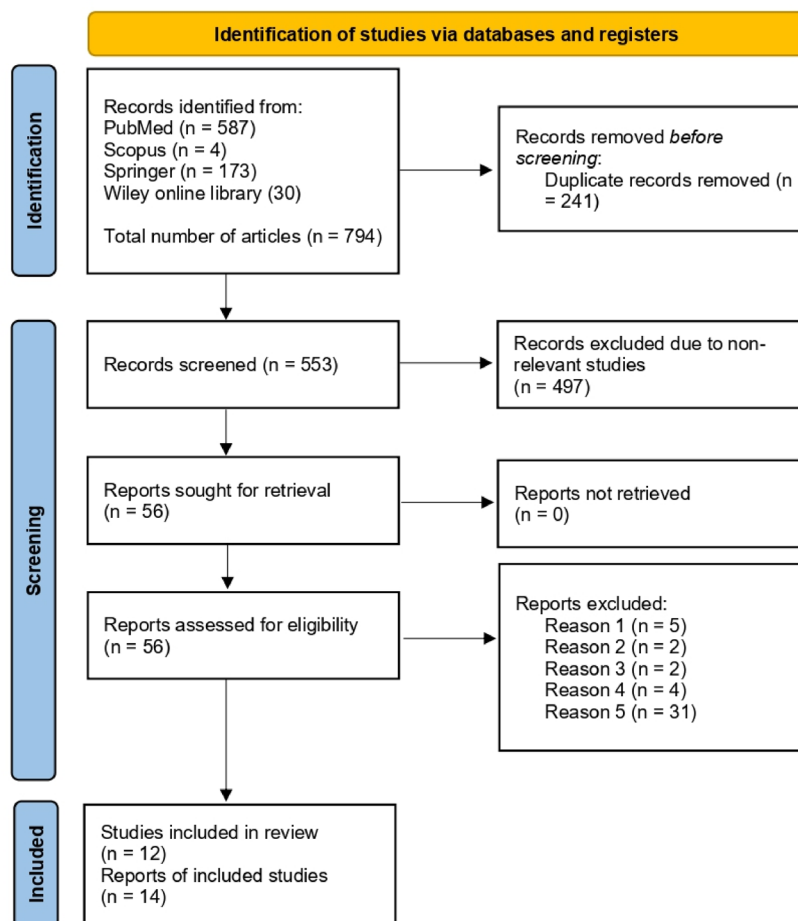 Identification of studies via databases and registers
Identification
Records identified from:
PubMed (n = 587)
Scopus (n = 4)
Springer (n = 173)
Wiley online library (30)
Total number of articles (n = 794)
Records removed before
screening:
Duplicate records removed (n
= 241)
Screening
Records screened (n = 553)
Records excluded due to non-
relevant studies
(n = 497)
Reports sought for retrieval
(n = 56)
Reports not retrieved
(n = 0)
Reports assessed for eligibility
(n = 56)
Reports excluded:
Reason 1 (n = 5)
Reason 2 (n = 2)
Reason 3 (n = 2)
Reason 4 (n = 4)
Reason 5 (n = 31)
Included
Studies included in review
(n = 12)
Reports of included studies
(n = 14)